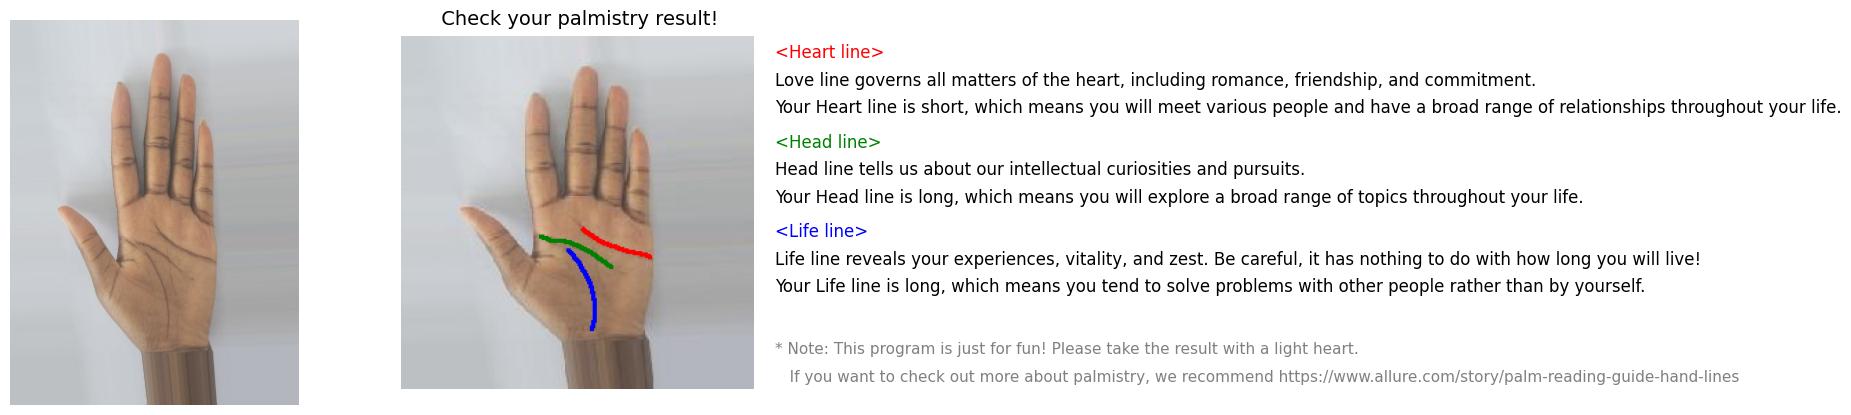 Check your palmistry result!
<Heart line>
Love line governs all matters of the heart, including romance, friendship, and commitment.
Your Heart line is short, which means you will meet various people and have a broad range of relationships throughout your life.
<Head line>
Head line tells us about our intellectual curiosities and pursuits.
Your Head line is long, which means you will explore a broad range of topics throughout your life.
<Life line>
Life line reveals your experiences, vitality, and zest. Be careful, it has nothing to do with how long you will live!
Your Life line is long, which means you tend to solve problems with other people rather than by yourself.
* Note: This program is just for fun! Please take the result with a light heart.
If you want to check out more about palmistry, we recommend https://www.allure.com/story/palm-reading-guide-hand-lines